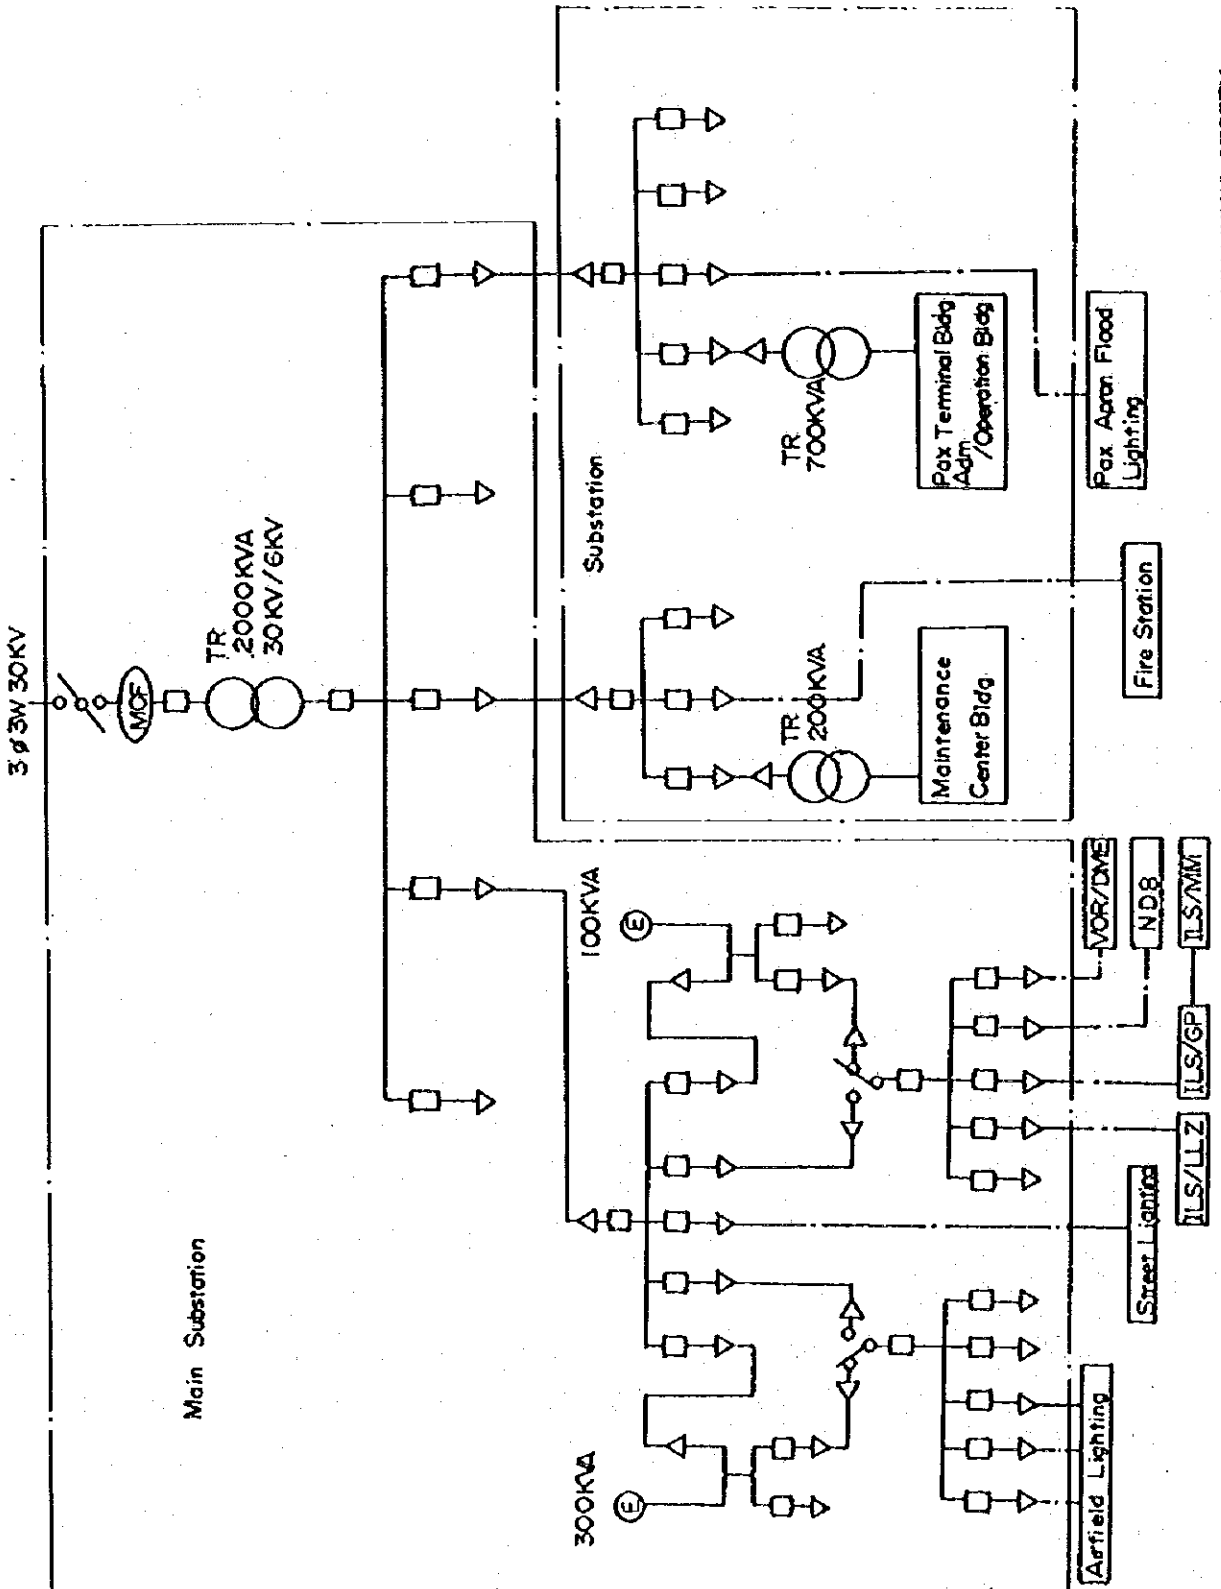 3ø3W30KV
MOF
TR
2000KVA
30KV/6KV
Main Substation
Substation
TR
700KVA
Pax Terminal Bldg
Adm
/Operation Bldg
Pax Apron Flood
Lighting
TR
200KVA
Maintenance
Center Bldg.
Fire Station
100KVA
E
VOR/DME
NDB
ILS/MM
ILS/GP
ILS/LLZ
Street Lighting
300KVA
E
Airfield Lighting